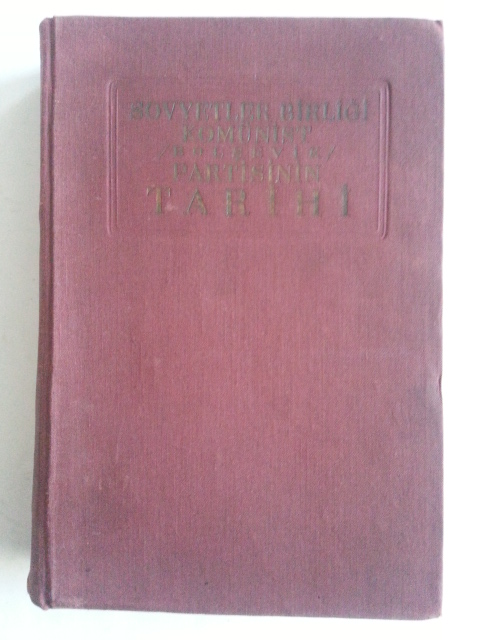 SOVYETLER BİRLİĞİ
KOMÜNİST
/BOLŞEVİK/
PARTİSİNİN
TARİHİ